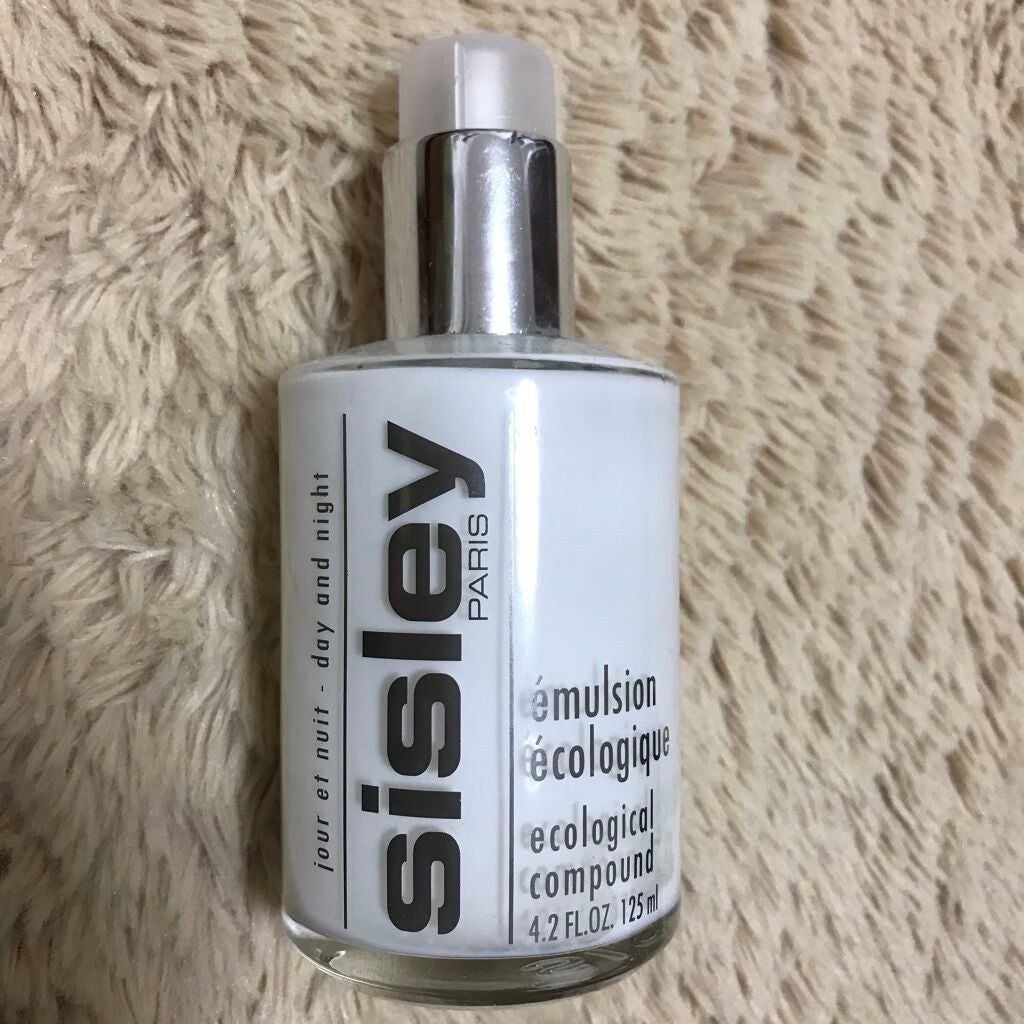 jour et nuit - day and night
sisley
PARIS
émulsion
écologique
ecological
compound
4.2 FL.OZ. 125 ml